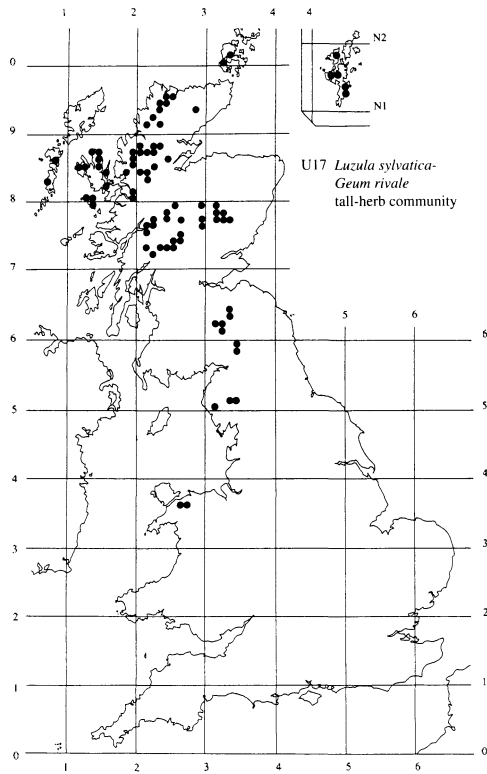 4 4
1 2 3
N2
0
N1
9
U17 Luzula sylvatica-
Geum rivale
tall-herb community
8
7
5 6
6 6
5 5
4 4
3 3
2 2
1 1
0 0
1 2 3 4 5 6